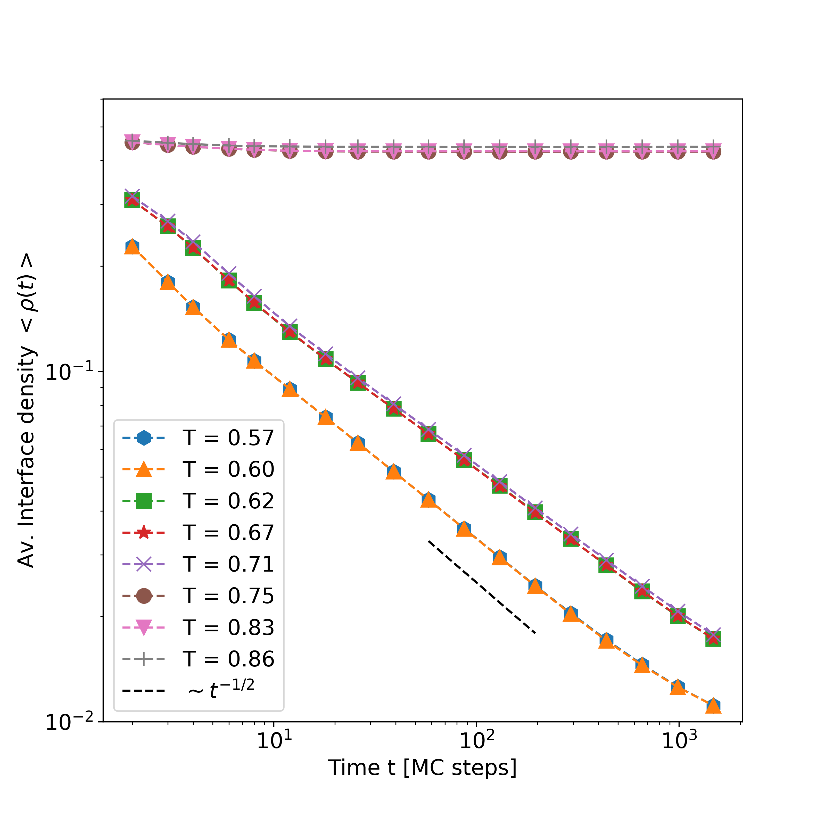 Av. Interface density < ρ(t) >
10⁻¹
10⁻²
T = 0.57
T = 0.60
T = 0.62
T = 0.67
T = 0.71
T = 0.75
T = 0.83
T = 0.86
~ t⁻¹/²
10¹
10²
10³
Time t [MC steps]